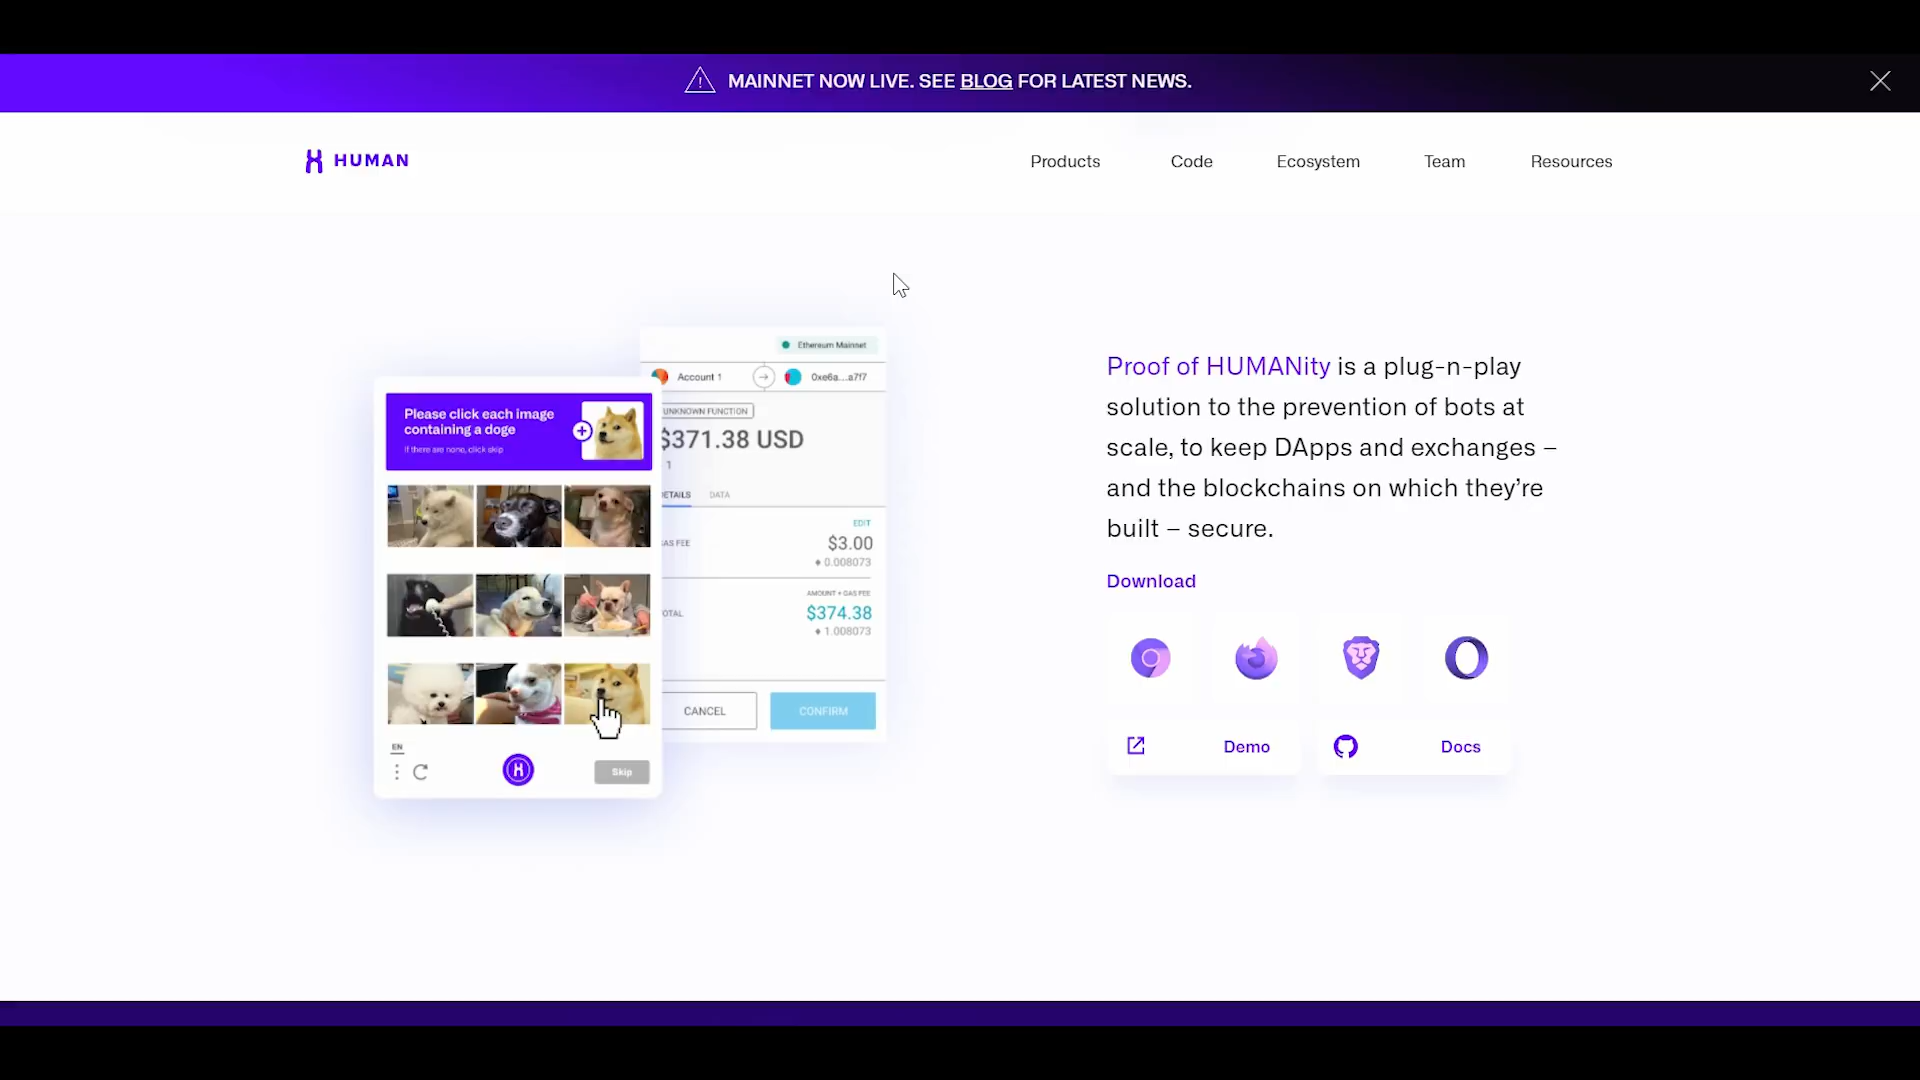 MAINNET NOW LIVE. SEE BLOG FOR LATEST NEWS.
HUMAN
Products
Code
Ecosystem
Team
Resources
Ethereum Mainnet
Account 1
0xe6a...a7f7
UNKNOWN FUNCTION
$371.38 USD
1
DATA
EDIT
$3.00
0.008073
AMOUNT + GAS FEE
$374.38
1.008073
CANCEL
CONFIRM
Please click each image
containing a doge
If there are none, click skip
EN
Skip
Proof of HUMANity is a plug-n-play
solution to the prevention of bots at
scale, to keep DApps and exchanges –
and the blockchains on which they’re
built – secure.
Download
Demo
Docs